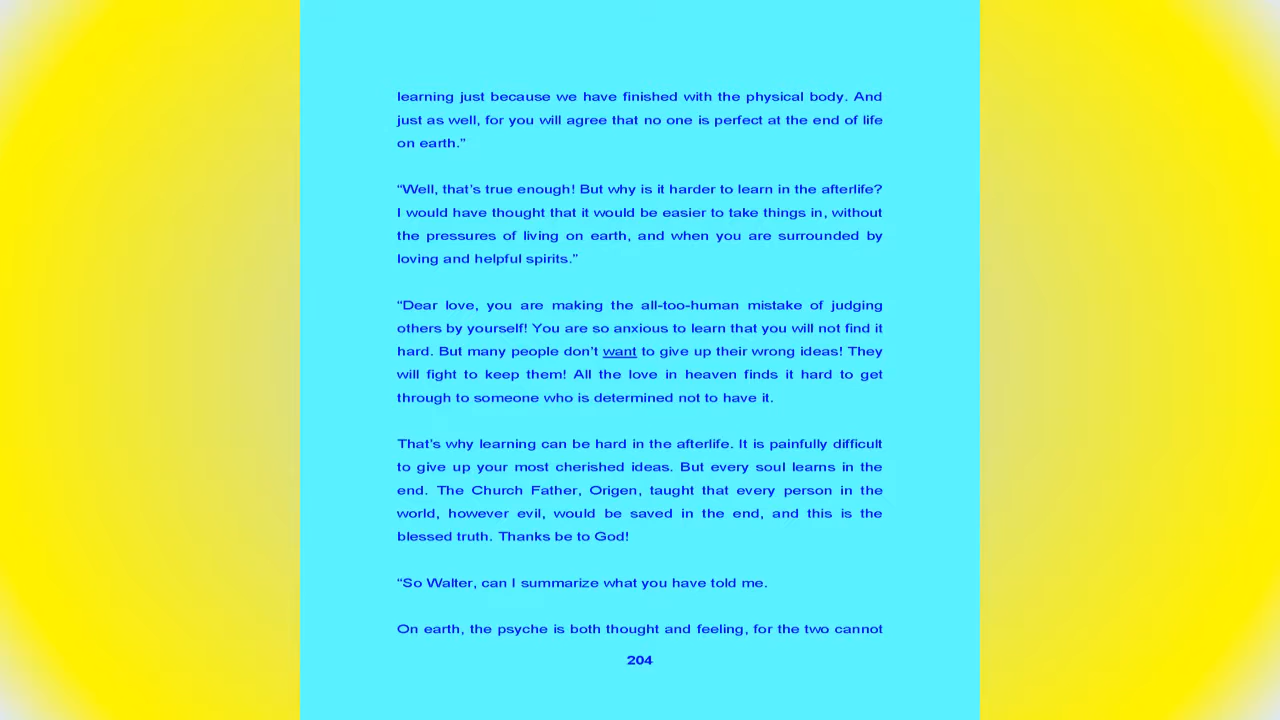 learning just because we have finished with the physical body. And
just as well, for you will agree that no one is perfect at the end of life
on earth.”
“Well, that’s true enough! But why is it harder to learn in the afterlife?
I would have thought that it would be easier to take things in, without
the pressures of living on earth, and when you are surrounded by
loving and helpful spirits.”
“Dear love, you are making the all-too-human mistake of judging
others by yourself! You are so anxious to learn that you will not find it
hard. But many people don’t want to give up their wrong ideas! They
will fight to keep them! All the love in heaven finds it hard to get
through to someone who is determined not to have it.
That’s why learning can be hard in the afterlife. It is painfully difficult
to give up your most cherished ideas. But every soul learns in the
end. The Church Father, Origen, taught that every person in the
world, however evil, would be saved in the end, and this is the
blessed truth. Thanks be to God!
“So Walter, can I summarize what you have told me.
On earth, the psyche is both thought and feeling, for the two cannot
204